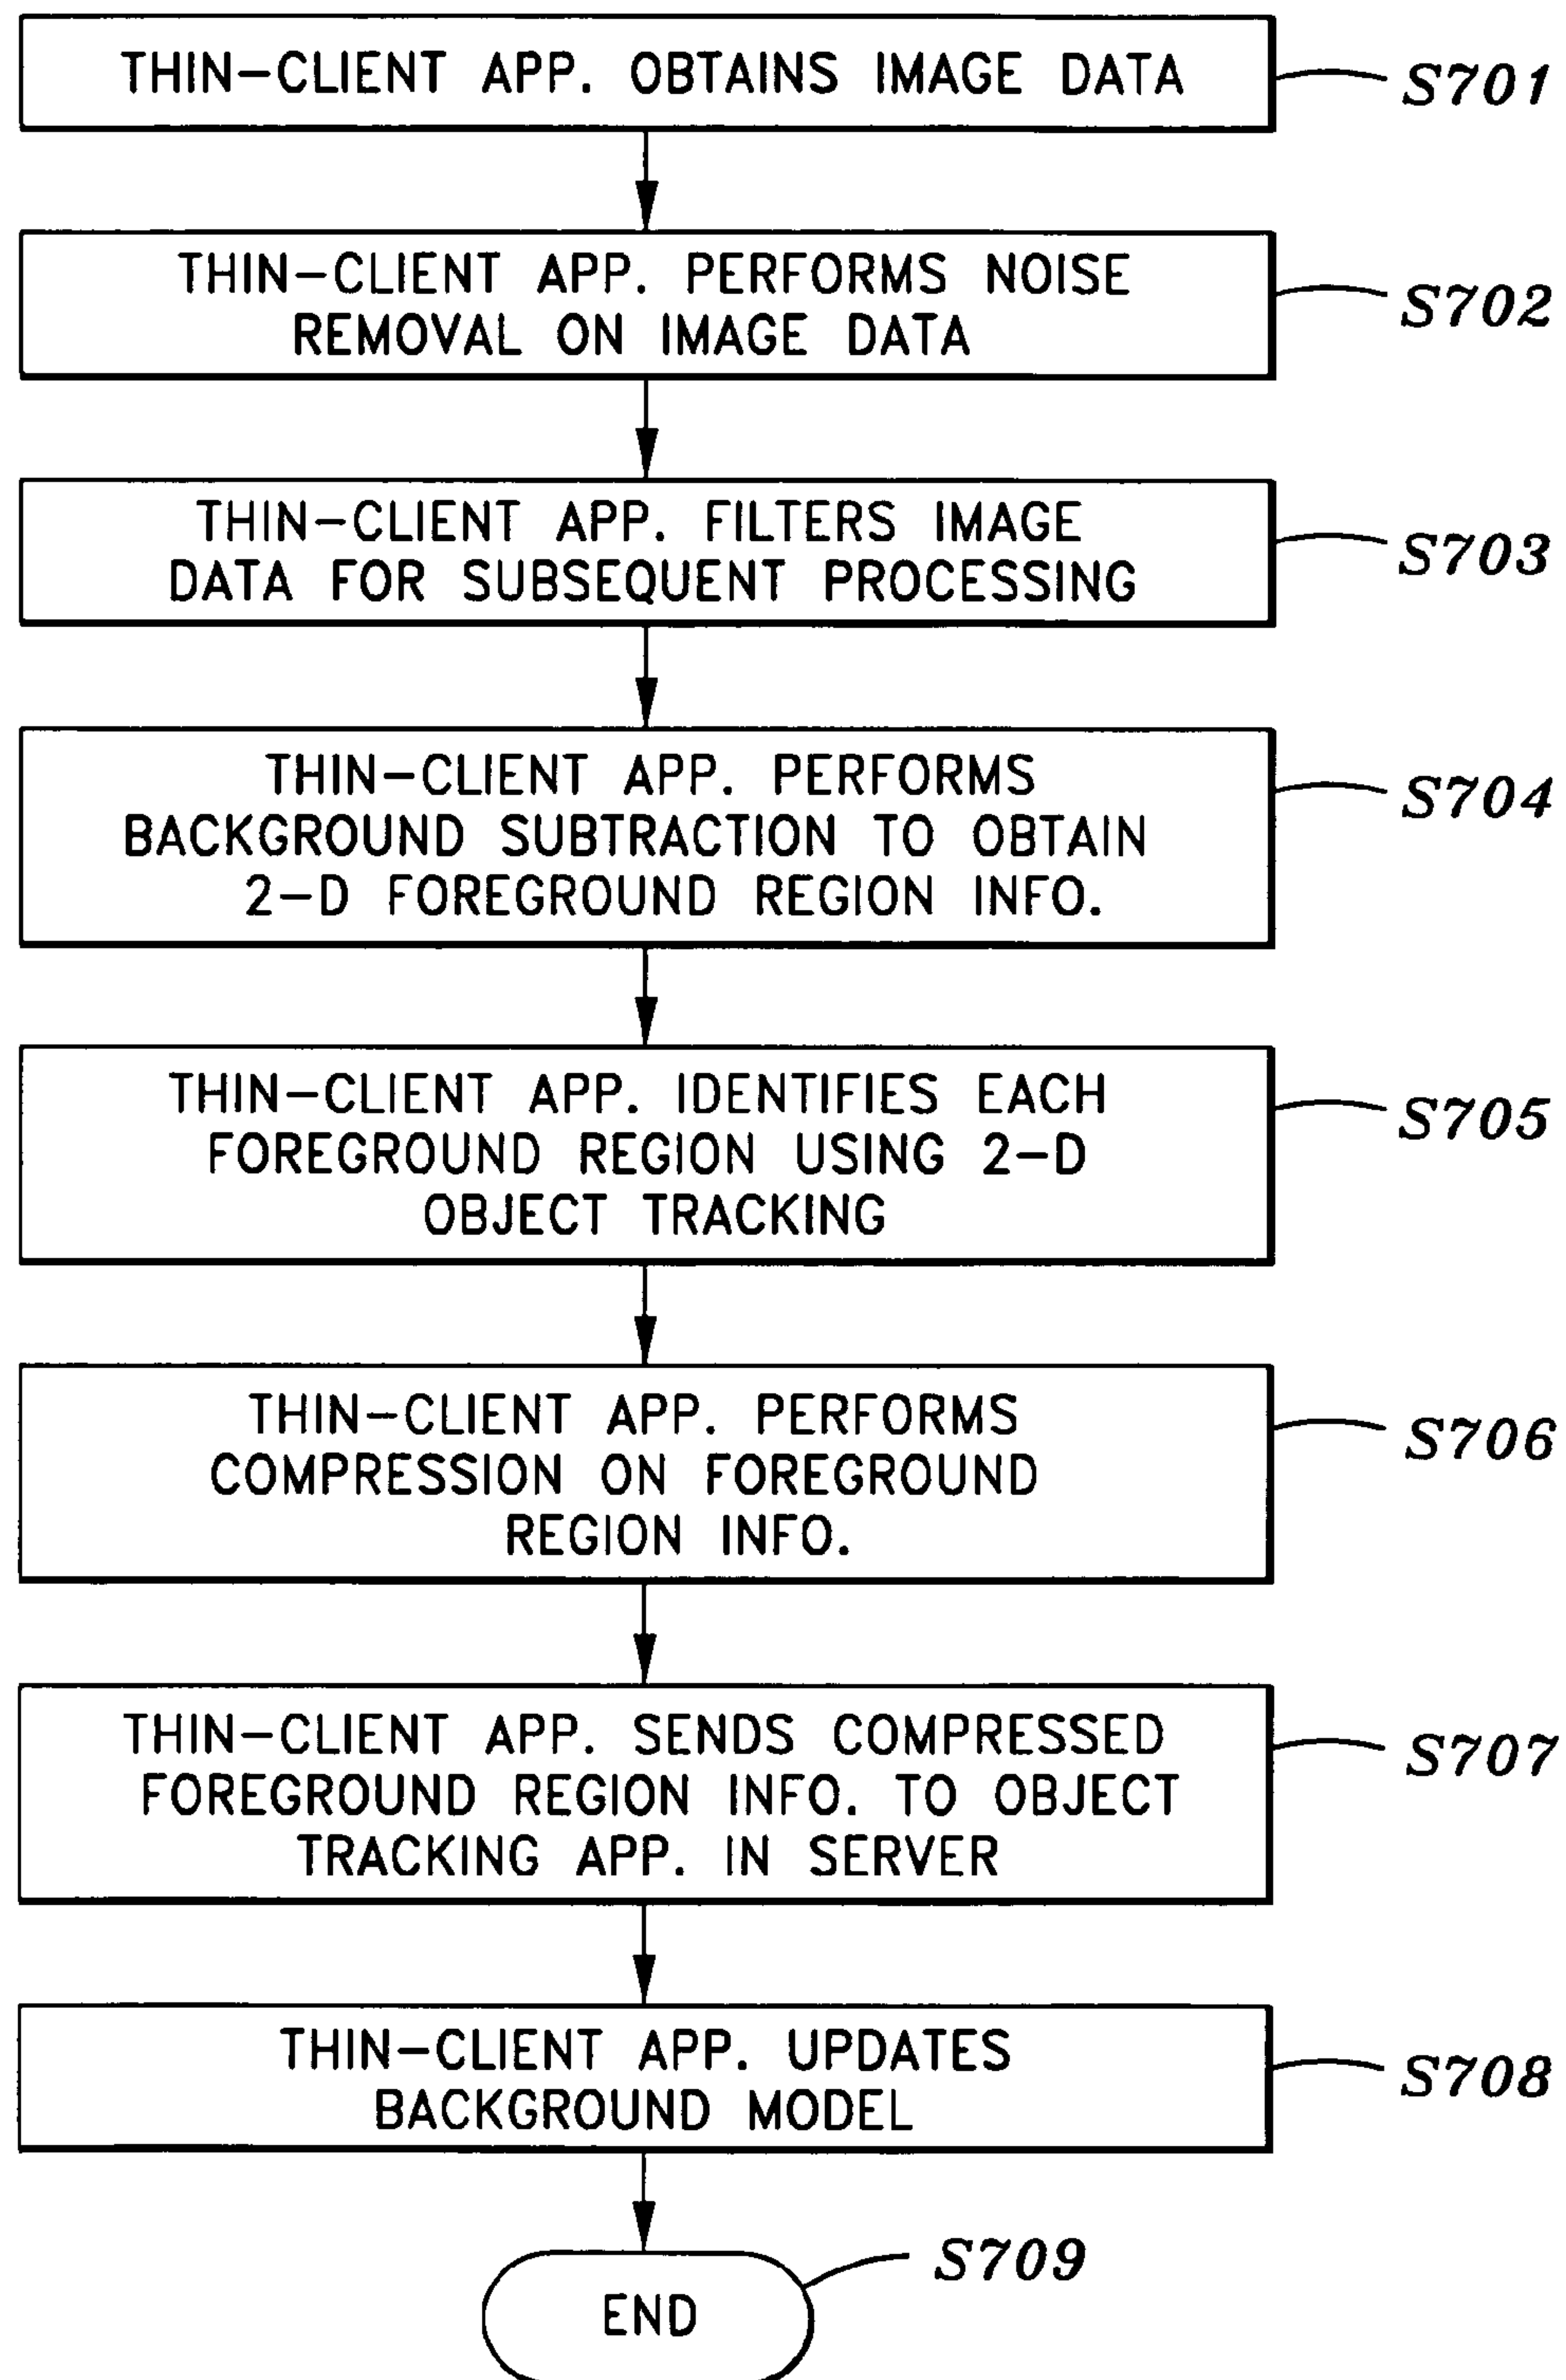 THIN-CLIENT APP. OBTAINS IMAGE DATA
S701
THIN-CLIENT APP. PERFORMS NOISE
REMOVAL ON IMAGE DATA
S702
THIN-CLIENT APP. FILTERS IMAGE
DATA FOR SUBSEQUENT PROCESSING
S703
THIN-CLIENT APP. PERFORMS
BACKGROUND SUBTRACTION TO OBTAIN
2-D FOREGROUND REGION INFO.
S704
THIN-CLIENT APP. IDENTIFIES EACH
FOREGROUND REGION USING 2-D
OBJECT TRACKING
S705
THIN-CLIENT APP. PERFORMS
COMPRESSION ON FOREGROUND
REGION INFO.
S706
THIN-CLIENT APP. SENDS COMPRESSED
FOREGROUND REGION INFO. TO OBJECT
TRACKING APP. IN SERVER
S707
THIN-CLIENT APP. UPDATES
BACKGROUND MODEL
S708
END
S709